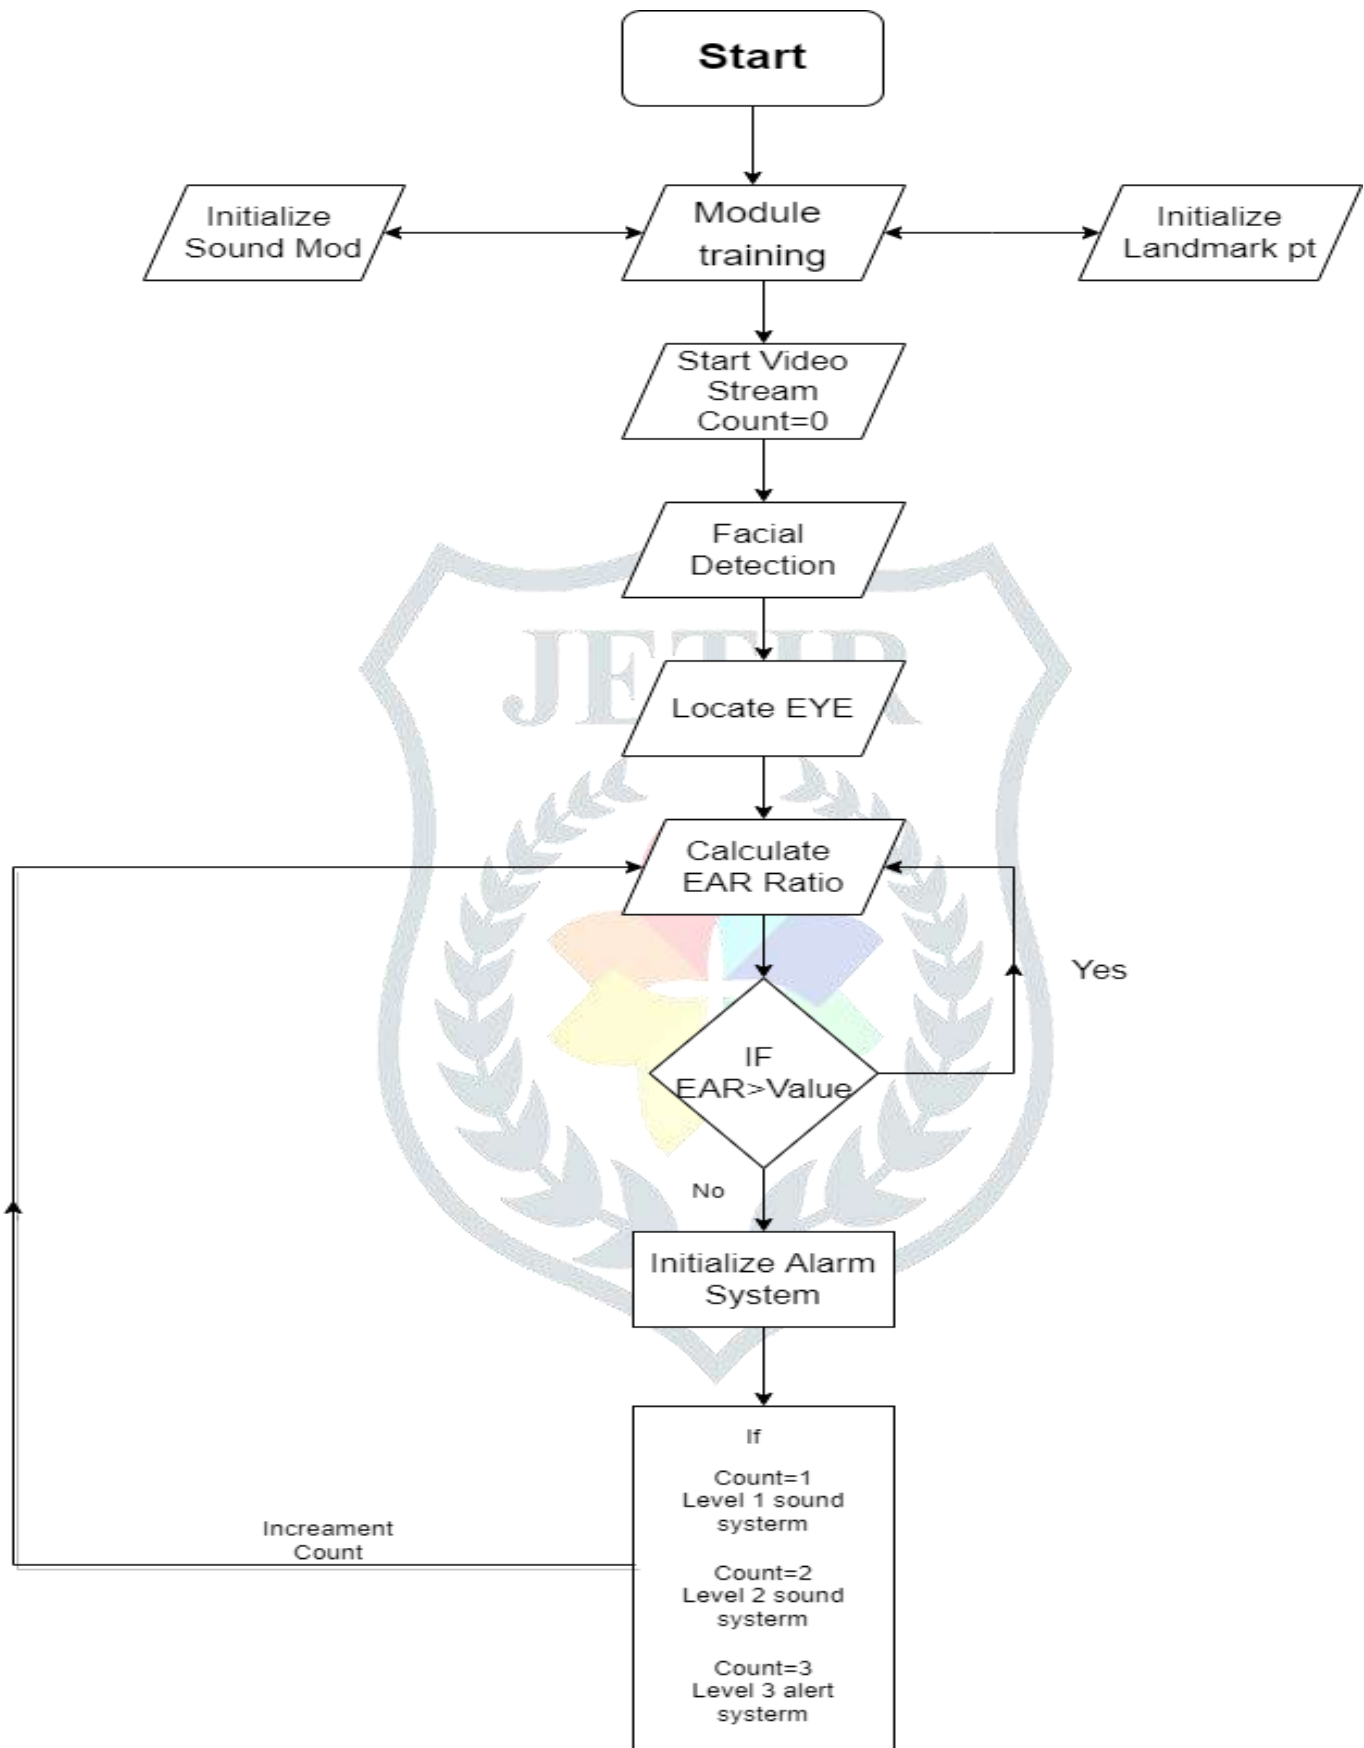 Start
Initialize
Sound Mod
Module
training
Initialize
Landmark pt
Start Video
Stream
Count=0
Facial
Detection
JETIR
Locate EYE
Calculate
EAR Ratio
Yes
IF
EAR>Value
No
Initialize Alarm
System
If
Count=1
Level 1 sound
systerm
Increament
Count
Count=2
Level 2 sound
systerm
Count=3
Level 3 alert
systerm